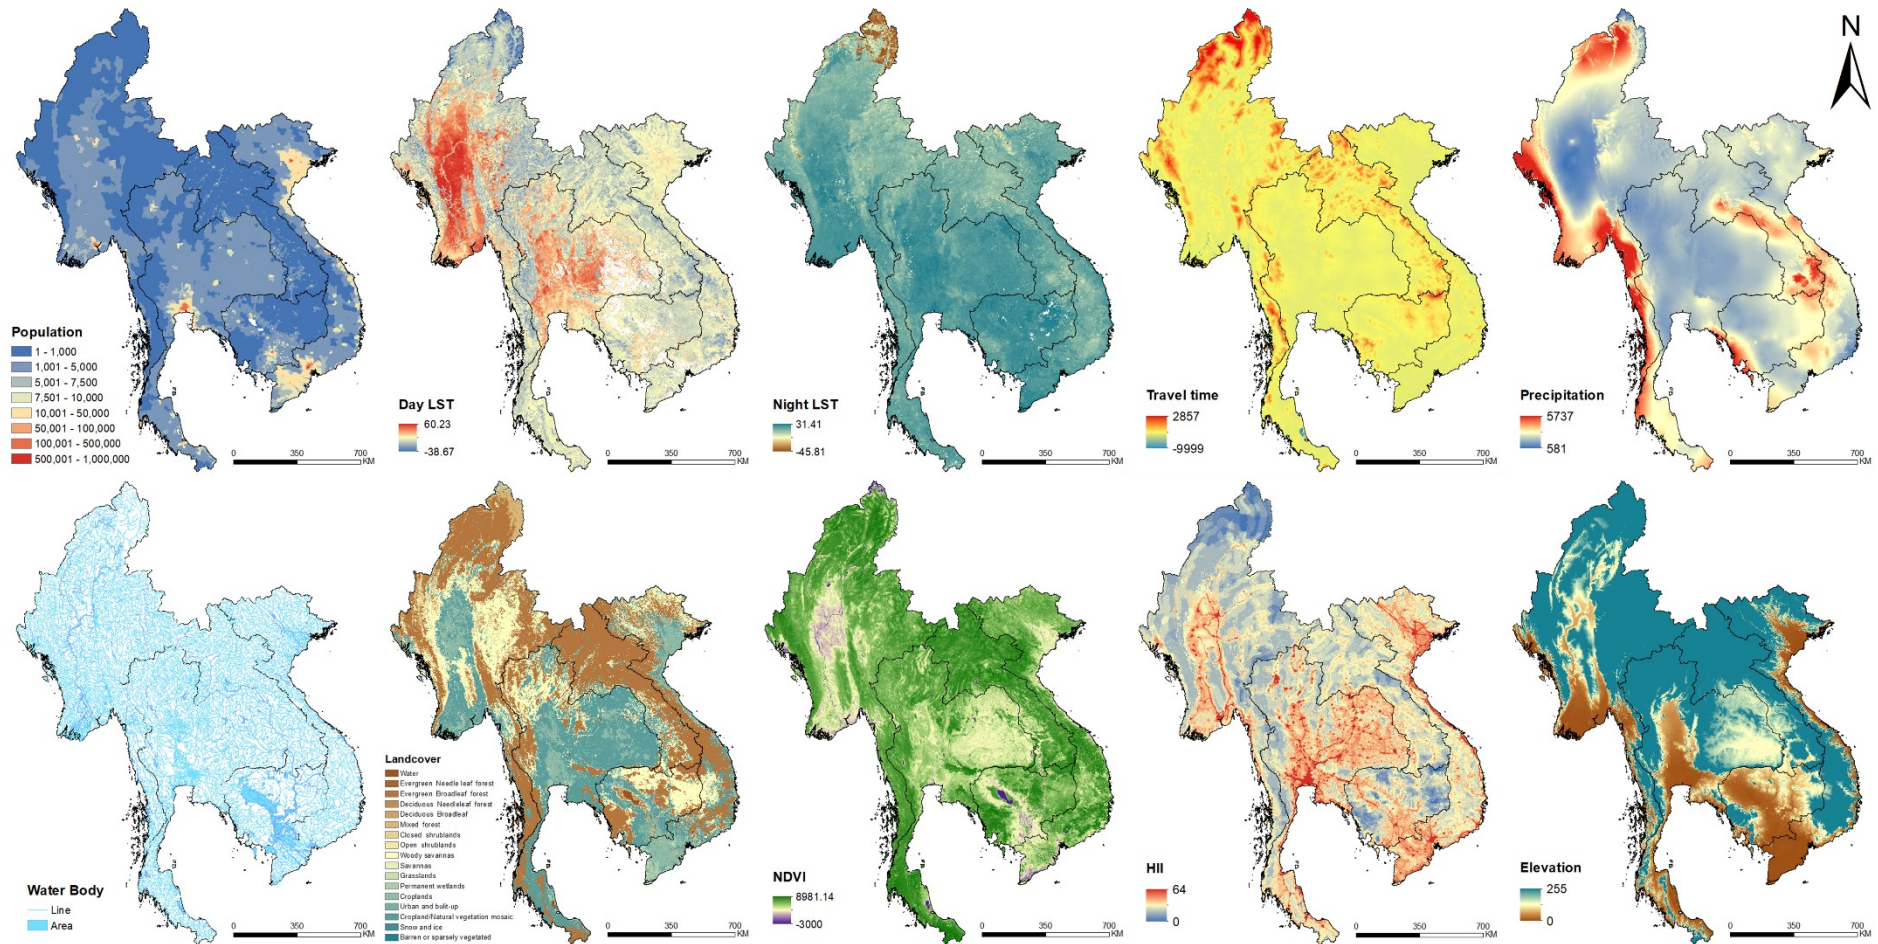 N
Population
1 - 1,000
1,001 - 5,000
5,001 - 7,500
7,501 - 10,000
10,001 - 50,000
50,001 - 100,000
100,001 - 500,000
500,001 - 1,000,000
0 350 700
KM
Day LST
60.23
-38.67
0 350 700
KM
Night LST
31.41
-45.81
0 350 700
KM
Travel time
2857
-9999
0 350 700
KM
Precipitation
5737
581
0 350 700
KM
Water Body
Line
Area
0 350 700
KM
Landcover
Water
Evergreen Needle leaf forest
Evergreen Broadleaf forest
Deciduous Needleleaf forest
Deciduous Broadleaf
Mixed forest
Closed shrublands
Open shrublands
Woody savannas
Savannas
Grasslands
Permanent wetlands
Croplands
Urban and bulit-up
Cropland/Natural vegetation mosaic
Snow and ice
Barren or sparsely vegetated
0 350 700
KM
NDVI
8981.14
-3000
0 350 700
KM
HII
64
0
0 350 700
KM
Elevation
255
0
0 350 700
KM